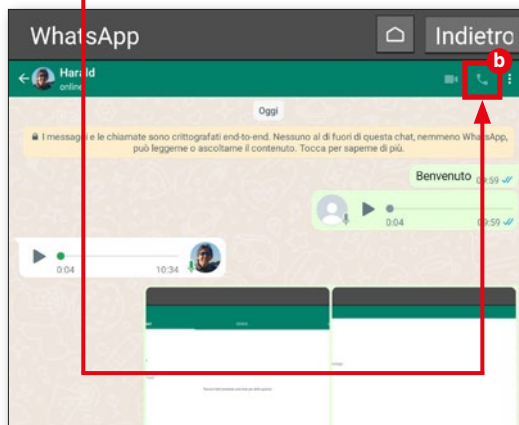 WhatsApp
Indietro
b
Harald
online
Oggi
I messaggi e le chiamate sono crittografati end-to-end. Nessuno al di fuori di questa chat, nemmeno WhatsApp,
può leggerne o ascoltarne il contenuto. Tocca per saperne di più.
Benvenuto 09:59
0:04 09:59
0:04 10:34